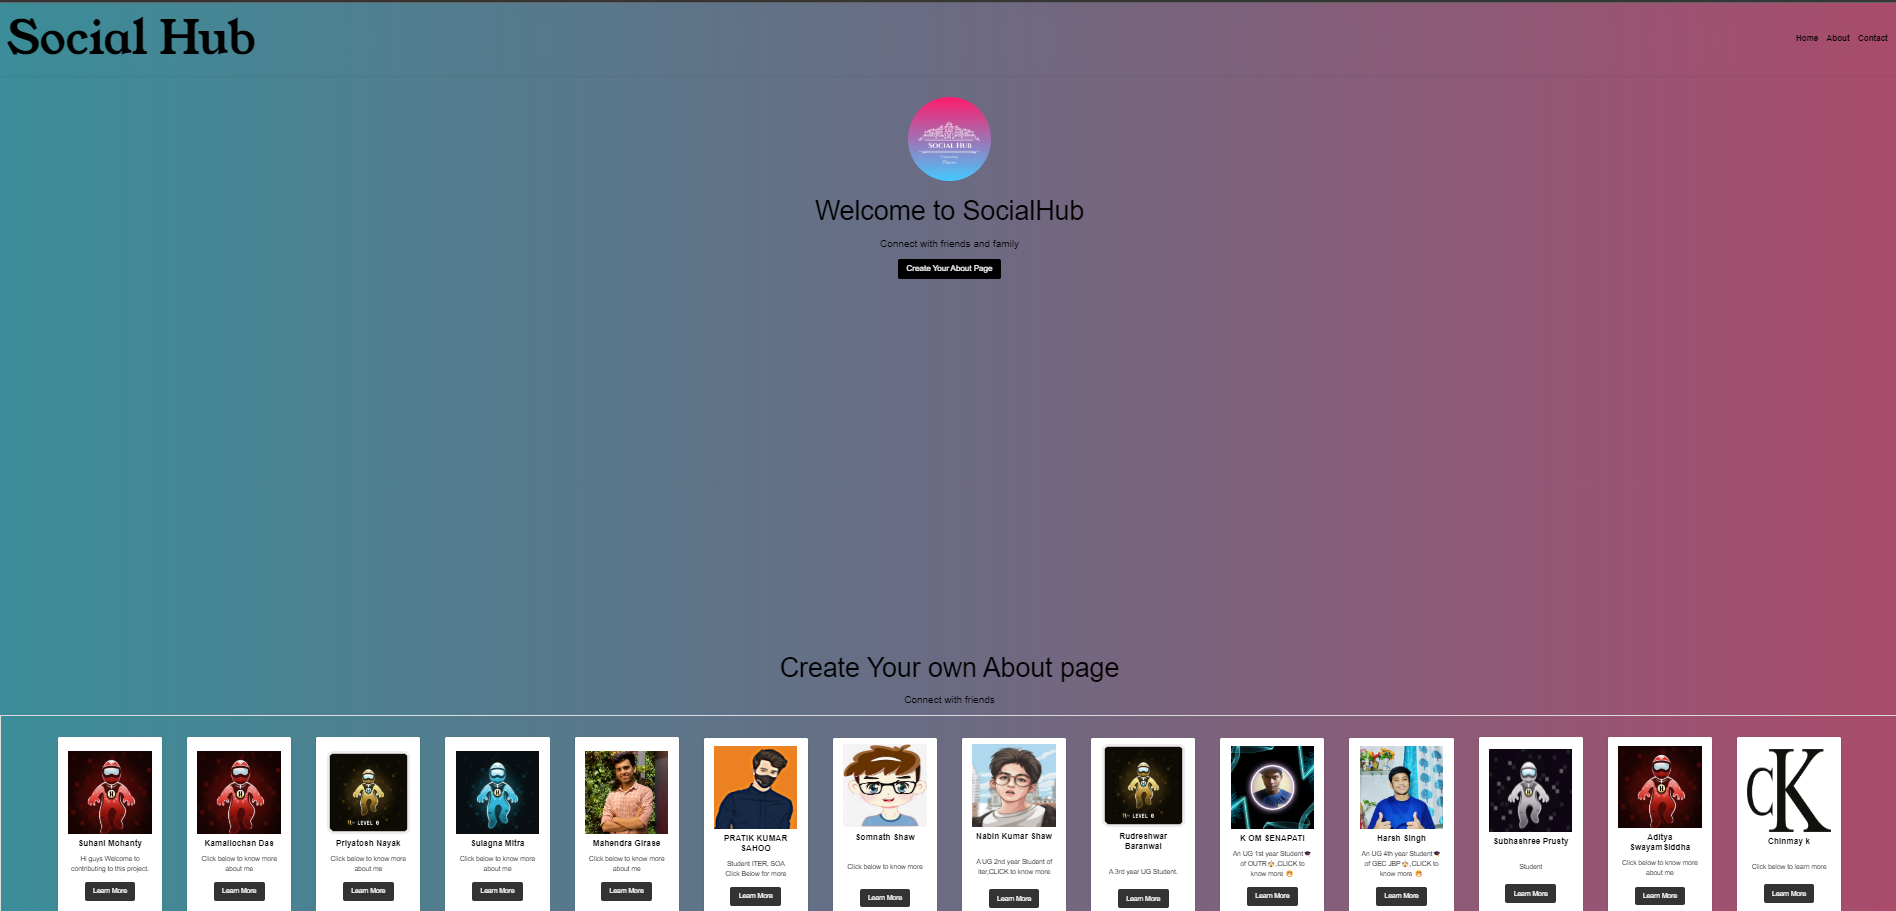 Social Hub
Home About Contact
SOCIAL HUB
Welcome to SocialHub
Connect with friends and family
Create Your About Page
Create Your own About page
Connect with friends
Suhani Mohanty
Hi guys Welcome to
contributing to this project.
Learn More
Kamallochan Das
Click below to know more
about me
Learn More
LEVEL 0
Priyatosh Nayak
Click below to know more
about me
Learn More
Sulagna Mitra
Click below to know more
about me
Learn More
Mahendra Girase
Click below to know more
about me
Learn More
PRATIK KUMAR
SAHOO
Student ITER, SOA
Click Below for more
Learn More
Somnath Shaw
Click below to know more
Learn More
Nabin Kumar Shaw
A UG 2nd year Student of
iter,CLICK to know more
Learn More
LEVEL 0
Rudreshwar
Baranwal
A 3rd year UG Student.
Learn More
K OM SENAPATI
An UG 1st year Student🎓
of OUTR🏫,CLICK to
know more 😁
Learn More
Harsh Singh
An UG 4th year Student🎓
of GEC JBP🏫,CLICK to
know more 😁
Learn More
Subhashree Prusty
Student
Learn More
Aditya
Swayam Siddha
Click below to know more
about me
Learn More
CK
Chinmay k
Click below to learn more
Learn More